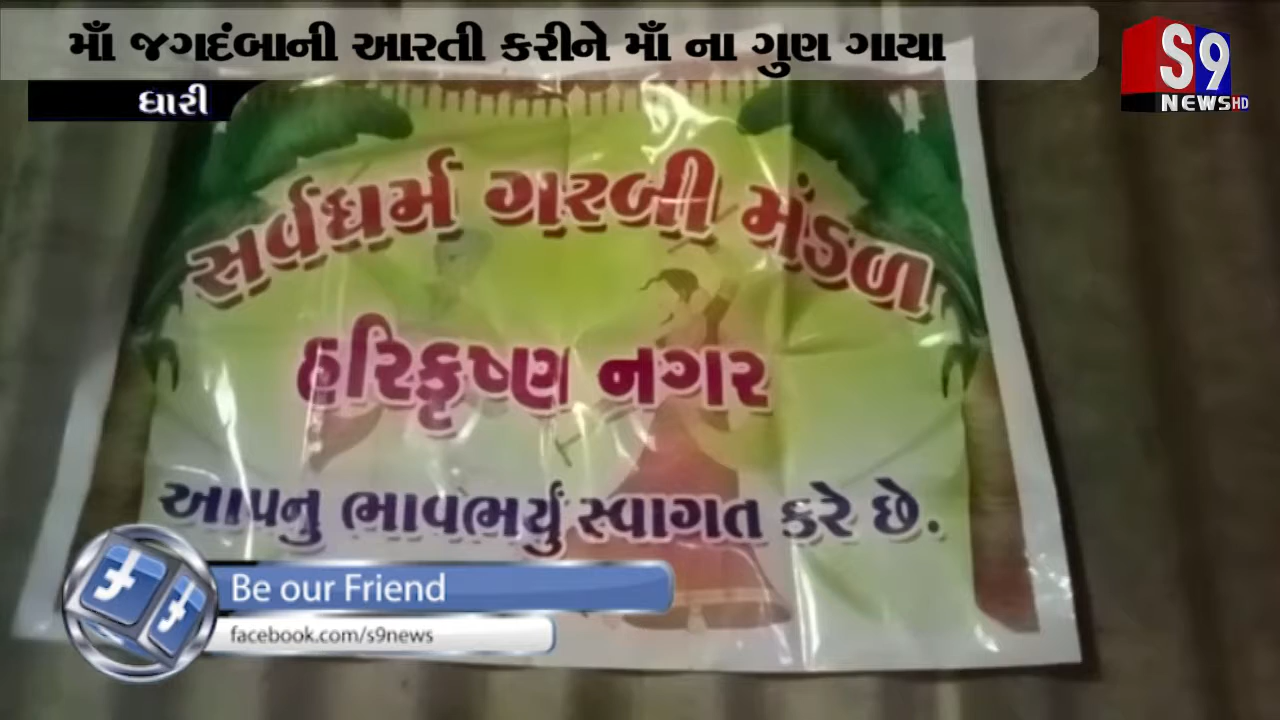 માઁ જગદંબાની આરતી કરીને માઁ ના ગુણ ગાયા
S9
NEWS HD
ધારી
સર્વધર્મ ગરબી મંડળ
હરિકૃષ્ણ નગર
આપનુ ભાવભર્યું સ્વાગત કરે છે.
Be our Friend
facebook.com/s9news